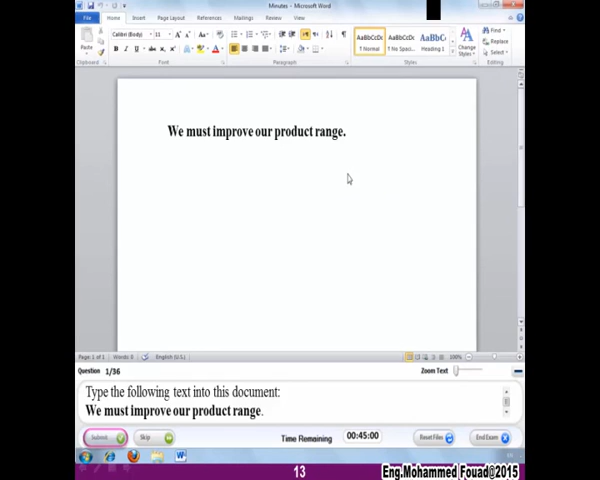 Minutes - Microsoft Word
File Home Insert Page Layout References Mailings Review View
Calibri (Body) 11
AaBbCcDc AaBbCcDc AaBbC
Paste
¶ Normal ¶ No Spaci... Heading 1 Change Styles
Find
Replace
Select
Clipboard Font Paragraph Styles Editing
We must improve our product range.
Page: 1 of 1 Words: 0 English (U.S.) 100%
Question 1/36 Zoom Text
Type the following text into this document:
We must improve our product range.
Submit Skip Time Remaining 00:45:00 Reset Files End Exam
EN
13 Eng.Mohammed Fouad@2015